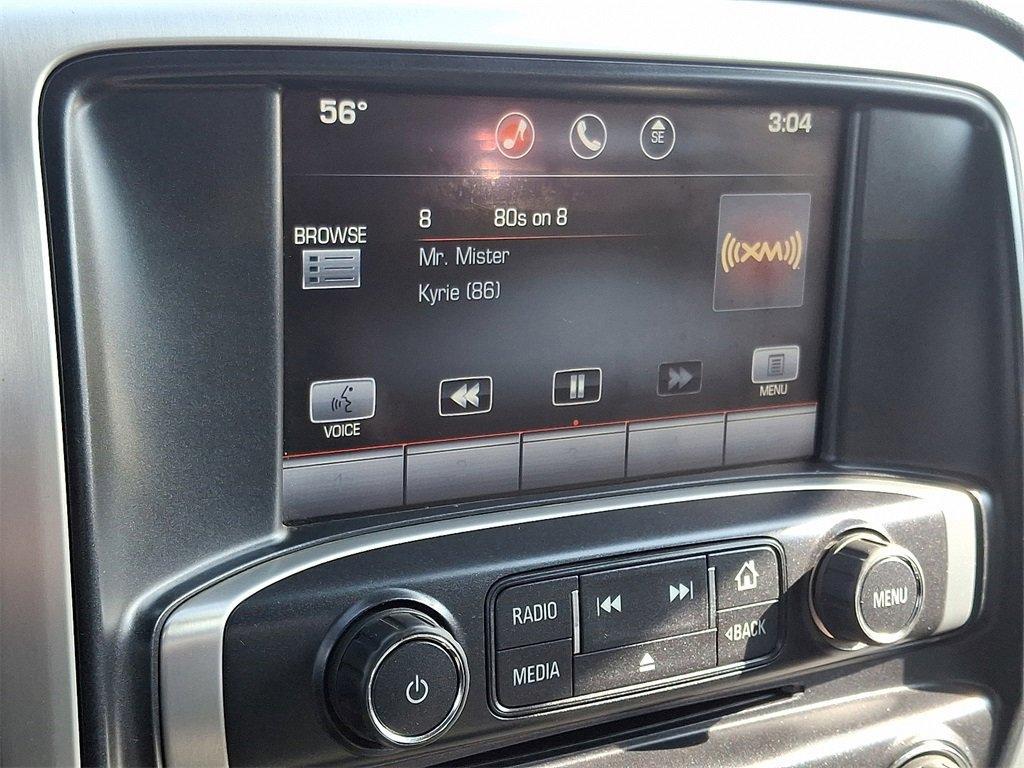 56° 3:04
SE
BROWSE
8 80s on 8
Mr. Mister
Kyrie (86)
((XM))
VOICE
MENU
RADIO
MEDIA
BACK
MENU